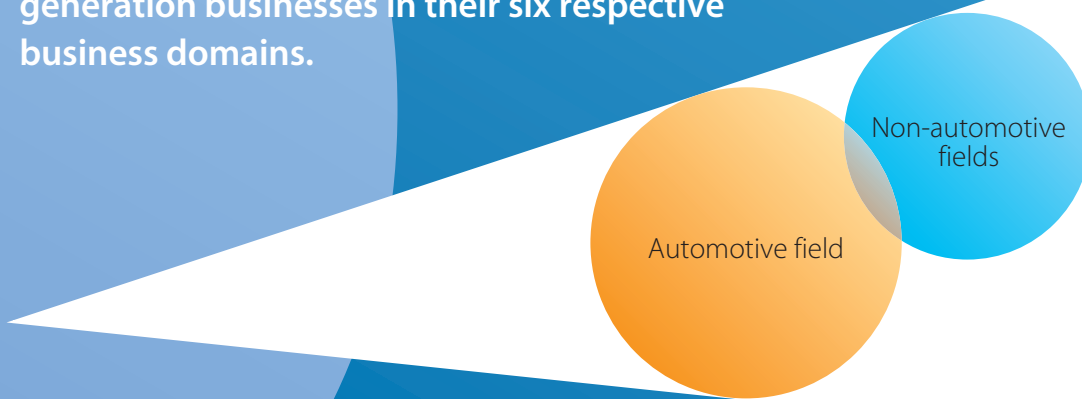 generation businesses in their six respective
business domains.
Non-automotive
fields
Automotive field